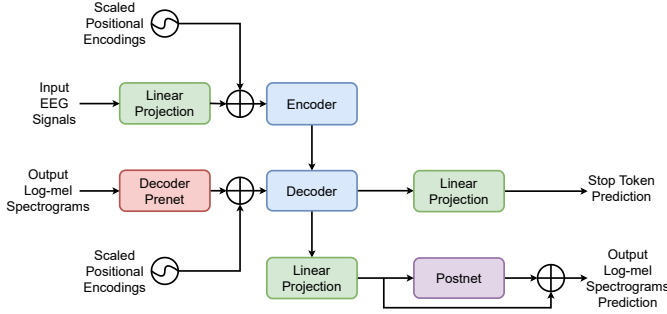 Scaled
Positional
Encodings
Input
EEG
Signals
Linear
Projection
Encoder
Output
Log-mel
Spectrograms
Decoder
Prenet
Decoder
Linear
Projection
Stop Token
Prediction
Scaled
Positional
Encodings
Linear
Projection
Postnet
Output
Log-mel
Spectrograms
Prediction